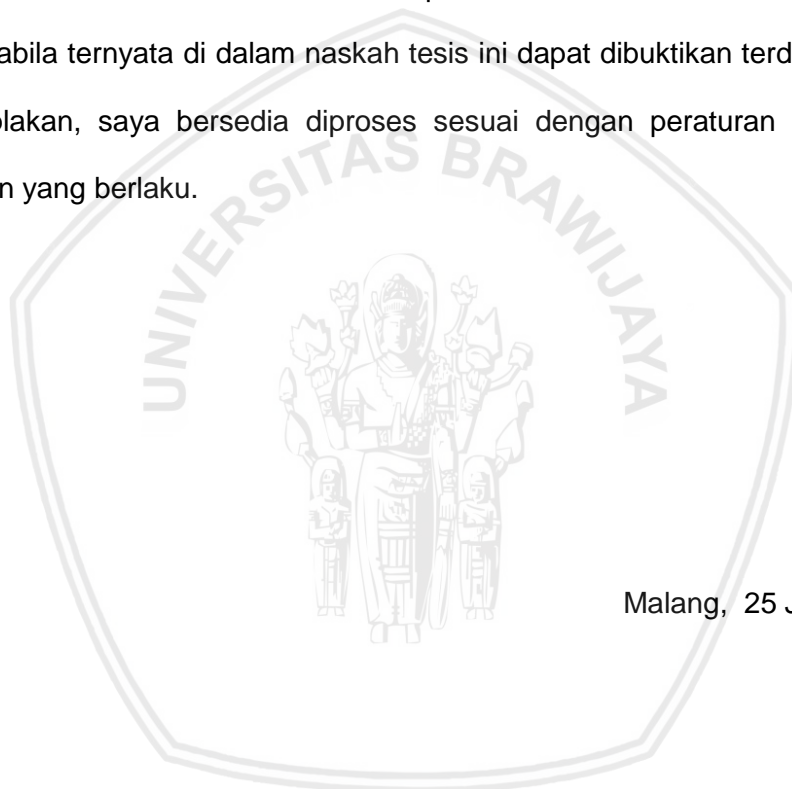 abila ternyata di dalam naskah tesis ini dapat dibuktikan terd
olakan, saya bersedia diproses sesuai dengan peraturan
n yang berlaku.
UNIVERSITAS BRAWIJAYA
Malang, 25 J